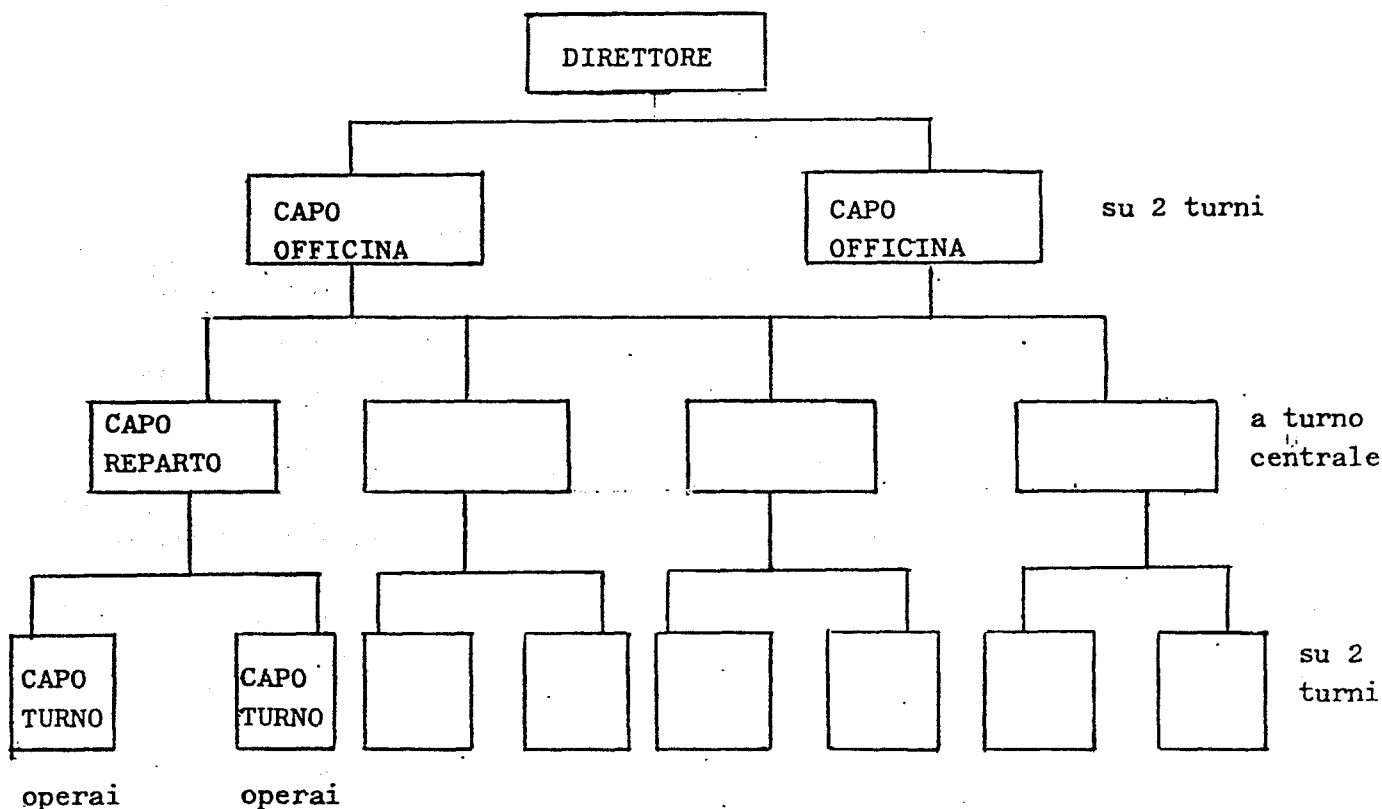 DIRETTORE
CAPO
OFFICINA
CAPO
OFFICINA
su 2 turni
CAPO
REPARTO
a turno
centrale
CAPO
TURNO
CAPO
TURNO
su 2
turni
operai
operai